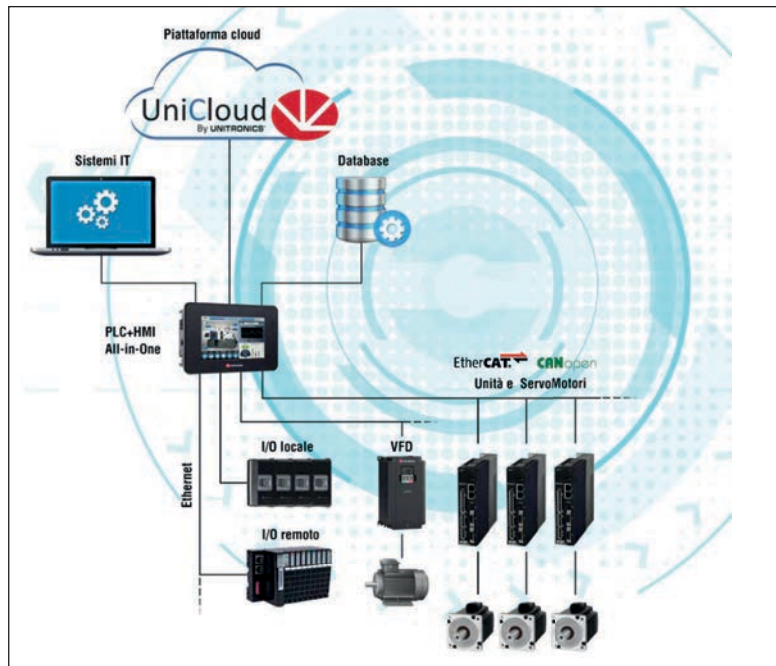 Piattaforma cloud
UniCloud
By UNITRONICS®
Sistemi IT
Database
PLC+HMI
All-in-One
EtherCAT.
CANopen
Unità e ServoMotori
I/O locale
VFD
Ethernet
I/O remoto